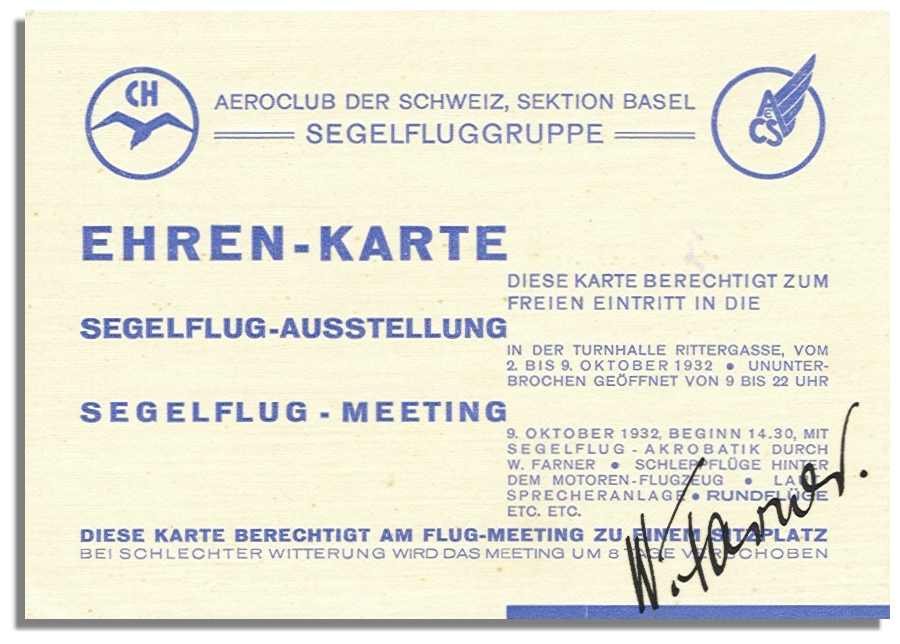 CH
AEROCLUB DER SCHWEIZ, SEKTION BASEL
SEGELFLUGGRUPPE
AeCS
EHREN-KARTE
DIESE KARTE BERECHTIGT ZUM
FREIEN EINTRITT IN DIE
SEGELFLUG-AUSSTELLUNG
IN DER TURNHALLE RITTERGASSE, VOM
2. BIS 9. OKTOBER 1932 • UNUNTER-
BROCHEN GEÖFFNET VON 9 BIS 22 UHR
SEGELFLUG - MEETING
9. OKTOBER 1932, BEGINN 14.30, MIT
SEGELFLUG - AKROBATIK DURCH
W. FARNER • SCHLEPPFLÜGE HINTER
DEM MOTOREN-FLUGZEUG • LAUT-
SPRECHERANLAGE • RUNDFLÜGE
ETC. ETC.
DIESE KARTE BERECHTIGT AM FLUG-MEETING ZU EINEM SITZPLATZ
BEI SCHLECHTER WITTERUNG WIRD DAS MEETING UM 8 TAGE VERSCHOBEN
W. Farner.